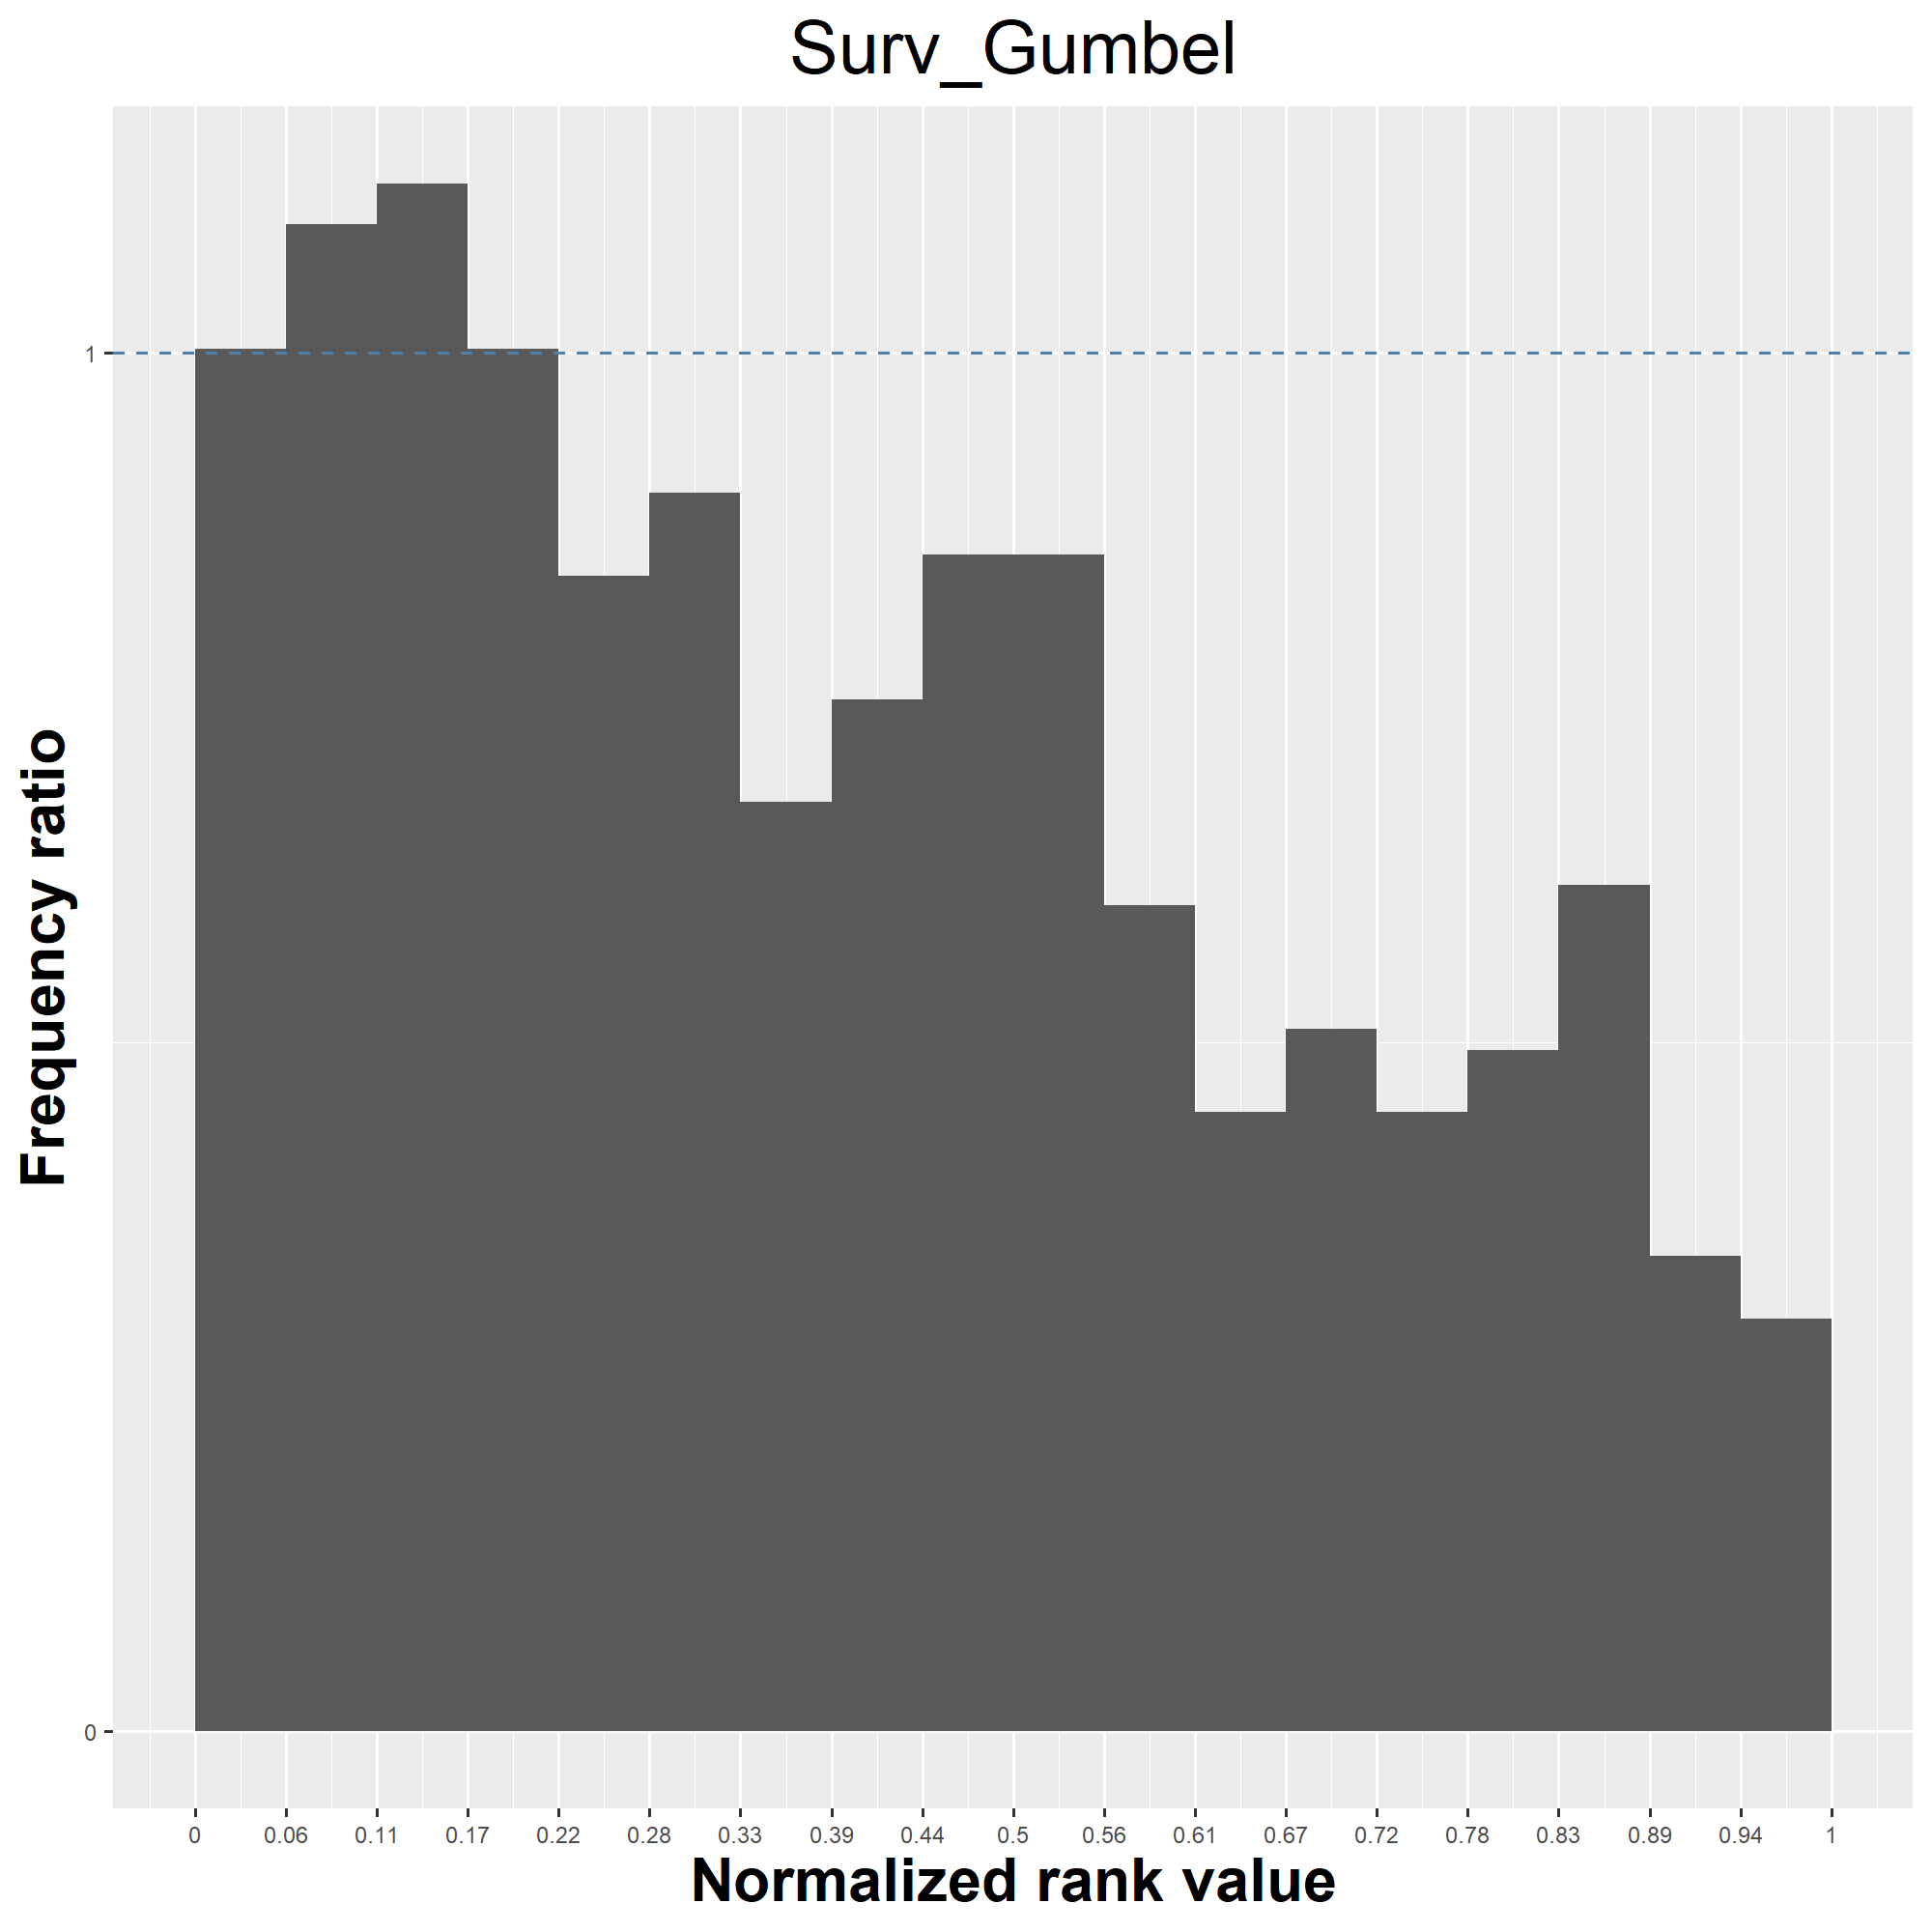 Surv_Gumbel
Frequency ratio
1
0
0 0.06 0.11 0.17 0.22 0.28 0.33 0.39 0.44 0.5 0.56 0.61 0.67 0.72 0.78 0.83 0.89 0.94 1
Normalized rank value